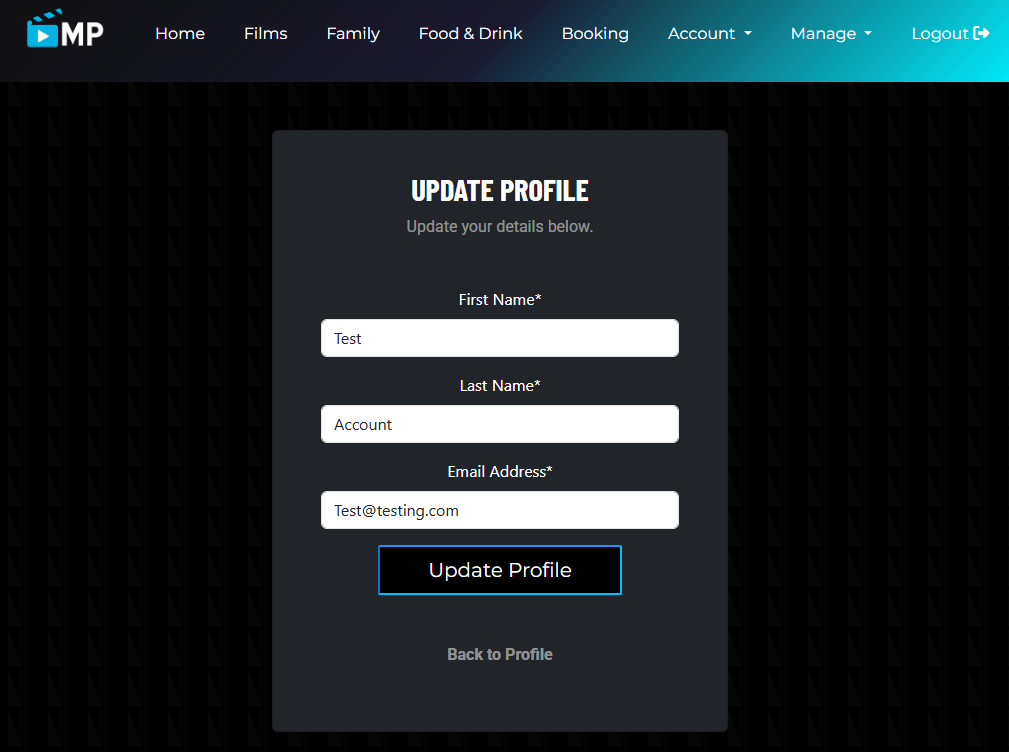 MP
Home Films Family Food & Drink Booking Account Manage Logout
UPDATE PROFILE
Update your details below.
First Name*
Test
Last Name*
Account
Email Address*
Test@testing.com
Update Profile
Back to Profile